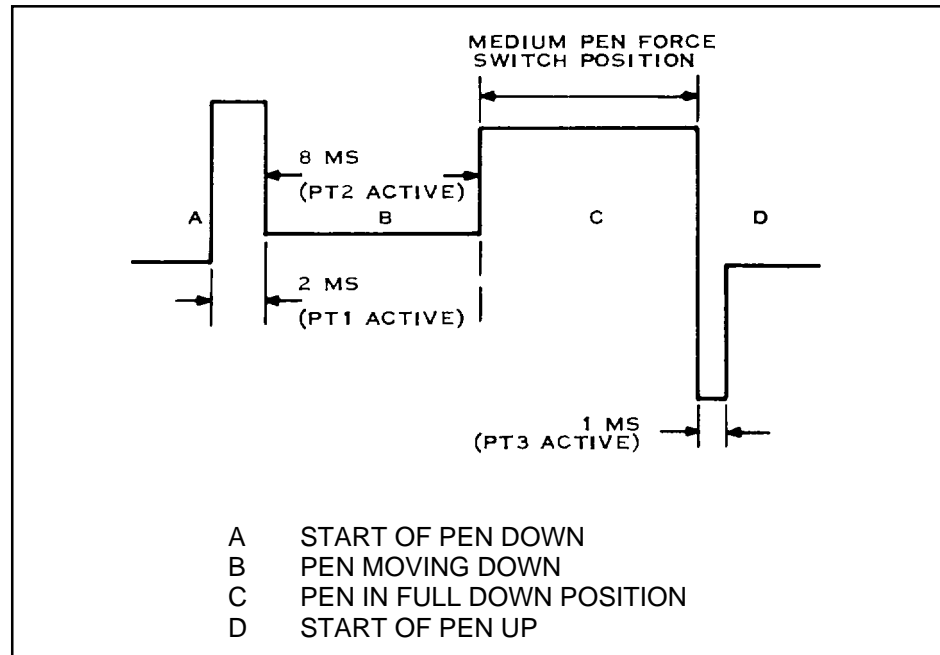 MEDIUM PEN FORCE
SWITCH POSITION
8 MS
(PT2 ACTIVE)
A
B
C
D
2 MS
(PT1 ACTIVE)
1 MS
(PT3 ACTIVE)
A START OF PEN DOWN
B PEN MOVING DOWN
C PEN IN FULL DOWN POSITION
D START OF PEN UP